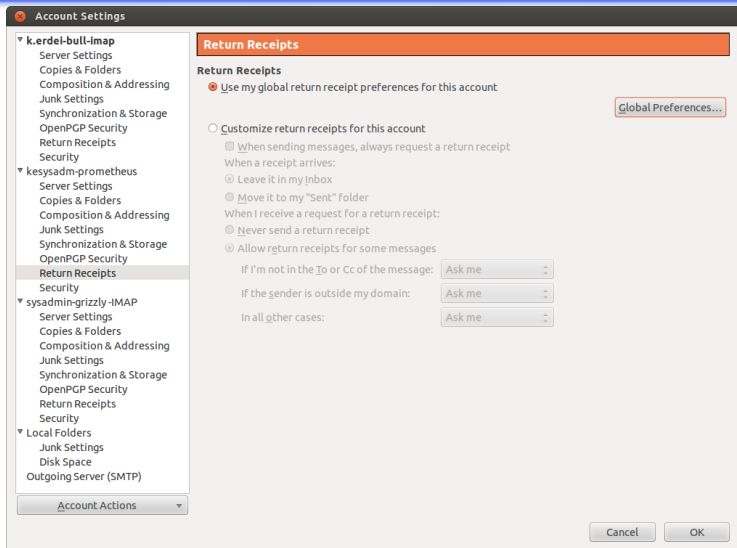 Account Settings
k.erdei-bull-imap
Server Settings
Copies & Folders
Composition & Addressing
Junk Settings
Synchronization & Storage
OpenPGP Security
Return Receipts
Security
kesysadm-prometheus
Server Settings
Copies & Folders
Composition & Addressing
Junk Settings
Synchronization & Storage
OpenPGP Security
Return Receipts
Security
sysadmin-grizzly -IMAP
Server Settings
Copies & Folders
Composition & Addressing
Junk Settings
Synchronization & Storage
OpenPGP Security
Return Receipts
Security
Local Folders
Junk Settings
Disk Space
Outgoing Server (SMTP)
Account Actions
Return Receipts
Return Receipts
Use my global return receipt preferences for this account
Global Preferences...
Customize return receipts for this account
When sending messages, always request a return receipt
When a receipt arrives:
Leave it in my Inbox
Move it to my "Sent" folder
When I receive a request for a return receipt:
Never send a return receipt
Allow return receipts for some messages
If I'm not in the To or Cc of the message: Ask me
If the sender is outside my domain: Ask me
In all other cases: Ask me
Cancel OK